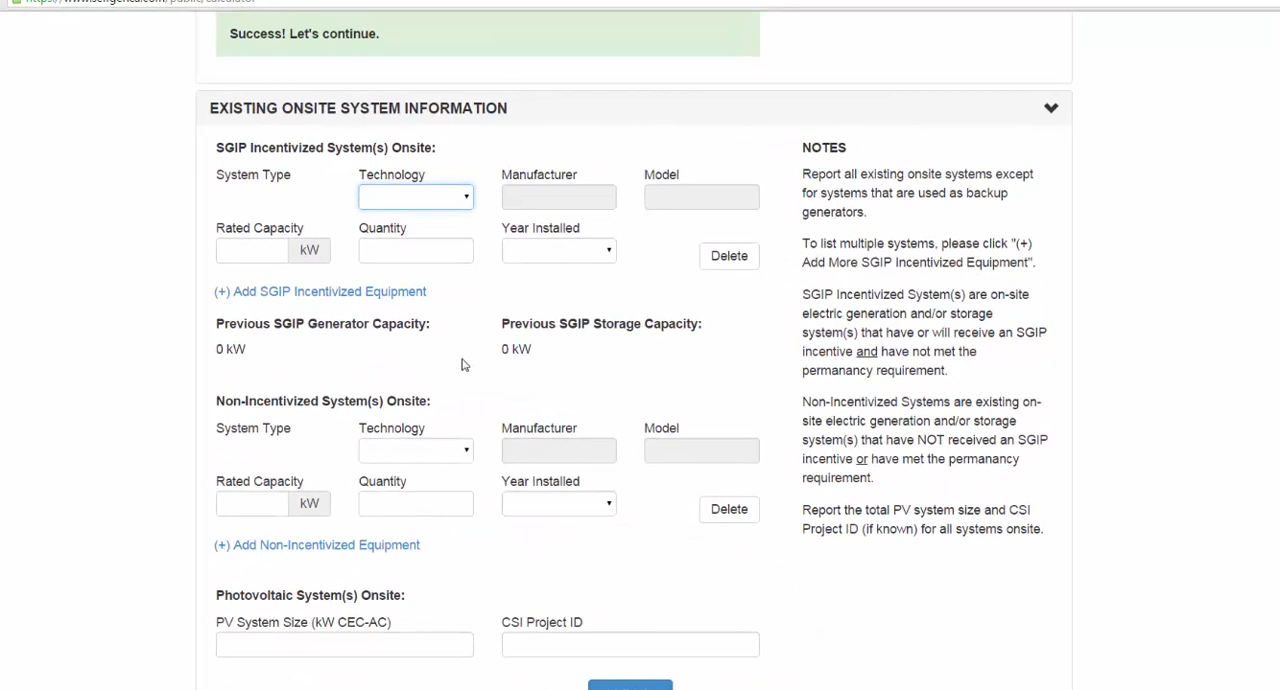 Success! Let's continue.
EXISTING ONSITE SYSTEM INFORMATION
SGIP Incentivized System(s) Onsite:
System Type Technology Manufacturer Model
Rated Capacity Quantity Year Installed
kW Delete
(+) Add SGIP Incentivized Equipment
Previous SGIP Generator Capacity: Previous SGIP Storage Capacity:
0 kW 0 kW
Non-Incentivized System(s) Onsite:
System Type Technology Manufacturer Model
Rated Capacity Quantity Year Installed
kW Delete
(+) Add Non-Incentivized Equipment
Photovoltaic System(s) Onsite:
PV System Size (kW CEC-AC) CSI Project ID
NOTES
Report all existing onsite systems except
for systems that are used as backup
generators.
To list multiple systems, please click "(+)
Add More SGIP Incentivized Equipment".
SGIP Incentivized System(s) are on-site
electric generation and/or storage
system(s) that have or will receive an SGIP
incentive and have not met the
permanancy requirement.
Non-Incentivized Systems are existing on-
site electric generation and/or storage
system(s) that have NOT received an SGIP
incentive or have met the permanancy
requirement.
Report the total PV system size and CSI
Project ID (if known) for all systems onsite.